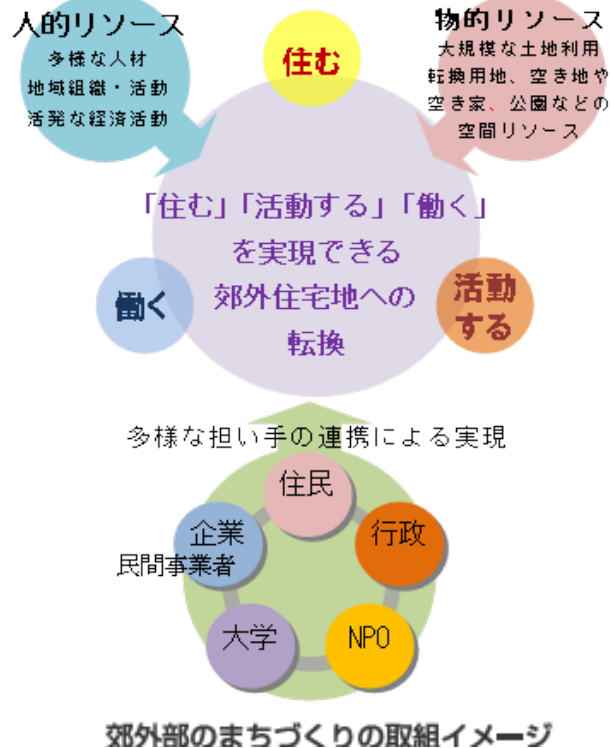 人的リソース
多様な人材
地域組織・活動
活発な経済活動
住む
物的リソース
大規模な土地利用
転換用地、空き地や
空き家、公園などの
空間リソース
「住む」「活動する」「働く」
を実現できる
郊外住宅地への
転換
働く
活動
する
多様な担い手の連携による実現
住民
企業
民間事業者
行政
大学
NPO
郊外部のまちづくりの取組イメージ